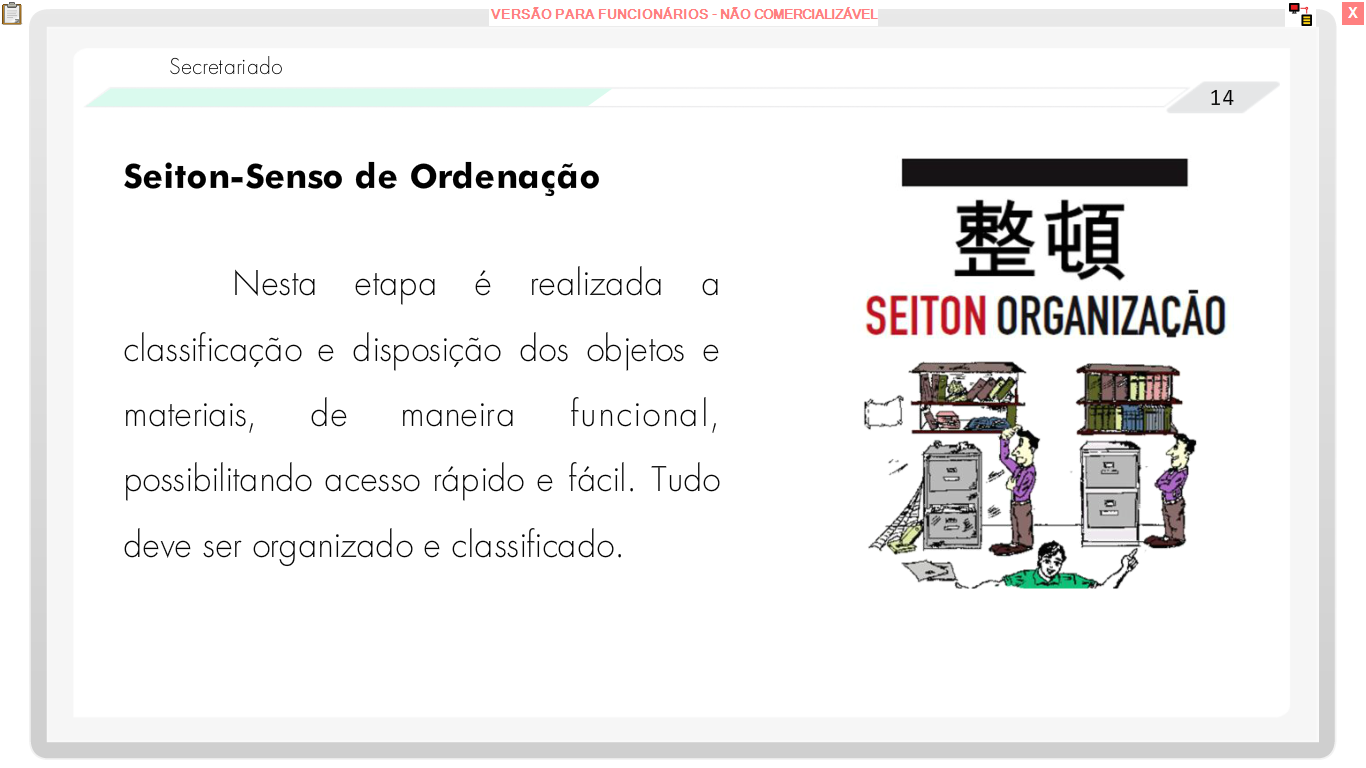 VERSÃO PARA FUNCIONÁRIOS - NÃO COMERCIALIZÁVEL
X
Secretariado
14
Seiton-Senso de Ordenação
Nesta etapa é realizada a
classificação e disposição dos objetos e
materiais, de maneira funcional,
possibilitando acesso rápido e fácil. Tudo
deve ser organizado e classificado.
整頓
SEITON ORGANIZAÇÃO